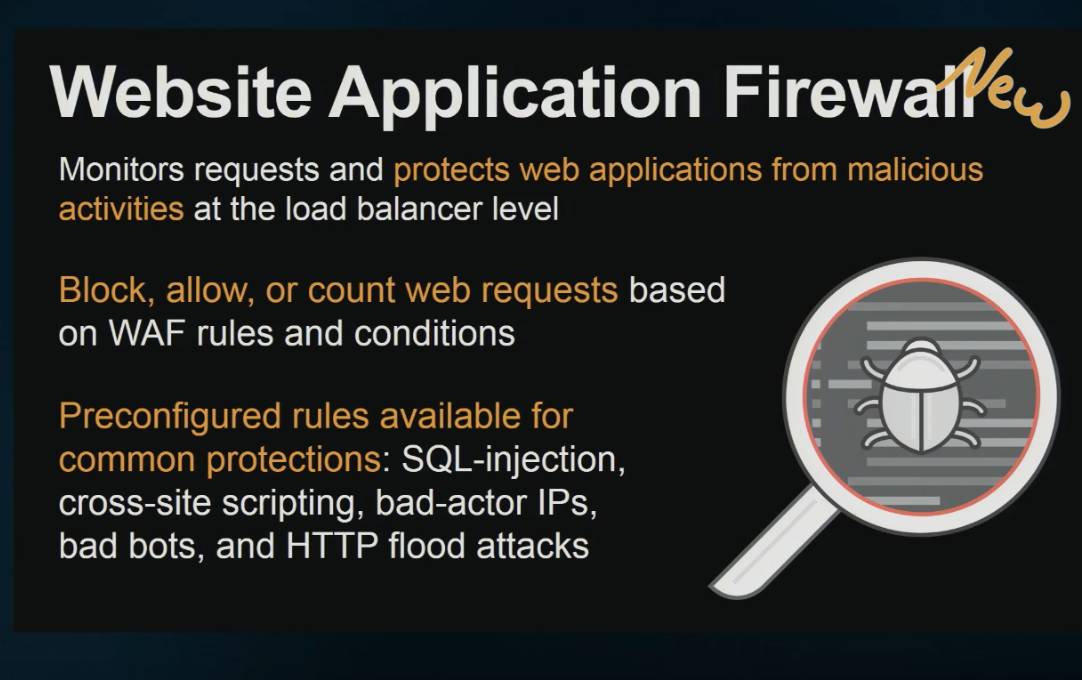 Website Application Firewall
New
Monitors requests and protects web applications from malicious
activities at the load balancer level
Block, allow, or count web requests based
on WAF rules and conditions
Preconfigured rules available for
common protections: SQL-injection,
cross-site scripting, bad-actor IPs,
bad bots, and HTTP flood attacks